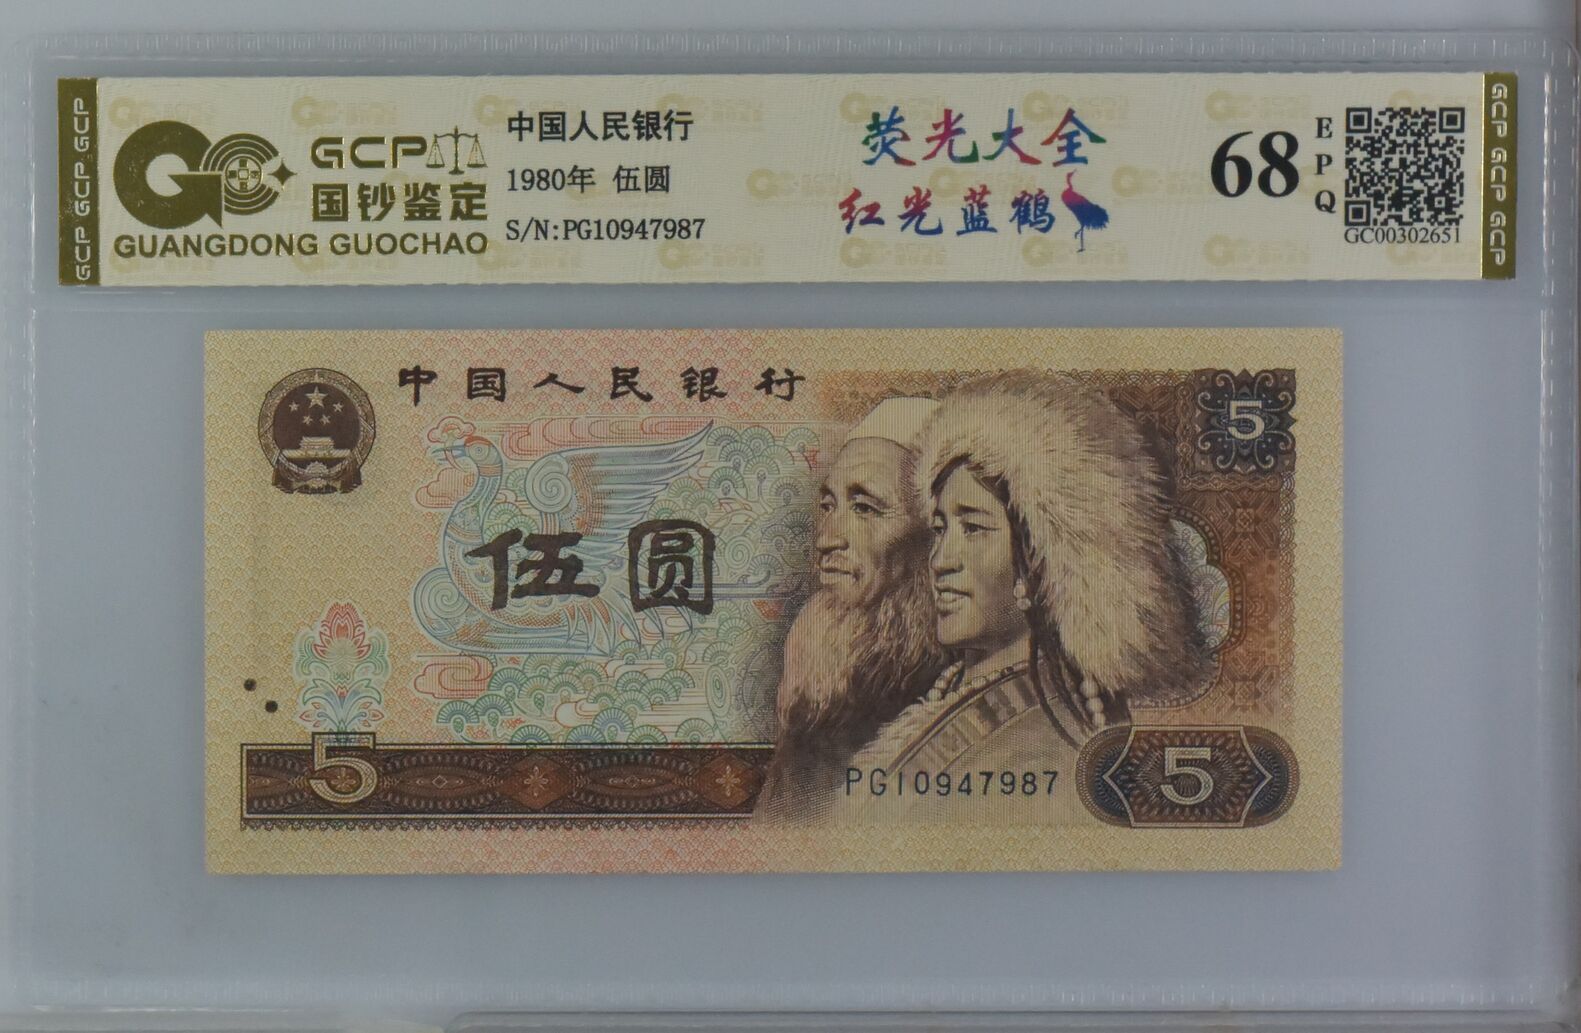 GCP GCP GCP
GCP
国钞鉴定
GUANGDONG GUOCHAO
中国人民银行
1980年 伍圆
S/N:PG10947987
荧光大全
红光蓝鹤
68
EPQ
GC00302651
GCP GCP GCP
中国人民银行
5
伍圆
5
PG10947987
5